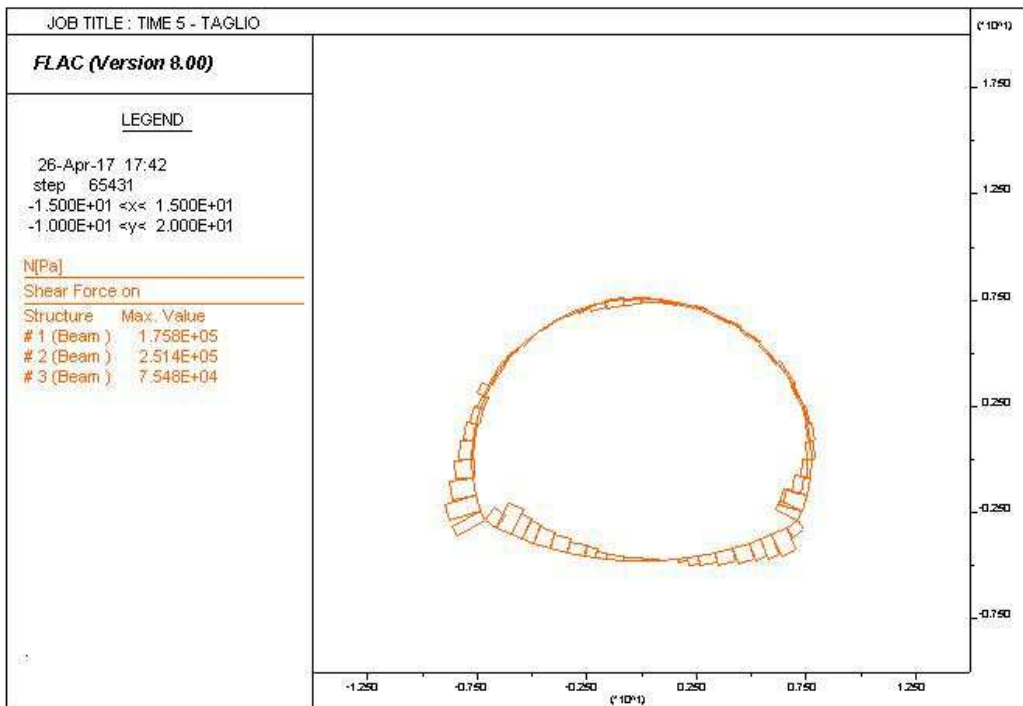 JOB TITLE : TIME 5 - TAGLIO
FLAC (Version 8.00)
LEGEND
26-Apr-17 17:42
step 65431
-1.500E+01 <x< 1.500E+01
-1.000E+01 <y< 2.000E+01
N[Pa]
Shear Force on
Structure Max. Value
# 1 (Beam ) 1.758E+05
# 2 (Beam ) 2.514E+05
# 3 (Beam ) 7.548E+04
(*10^1)
1.750
1.250
0.750
0.250
-0.250
-0.750
-1.250 -0.750 -0.250 0.250 0.750 1.250
(*10^1)